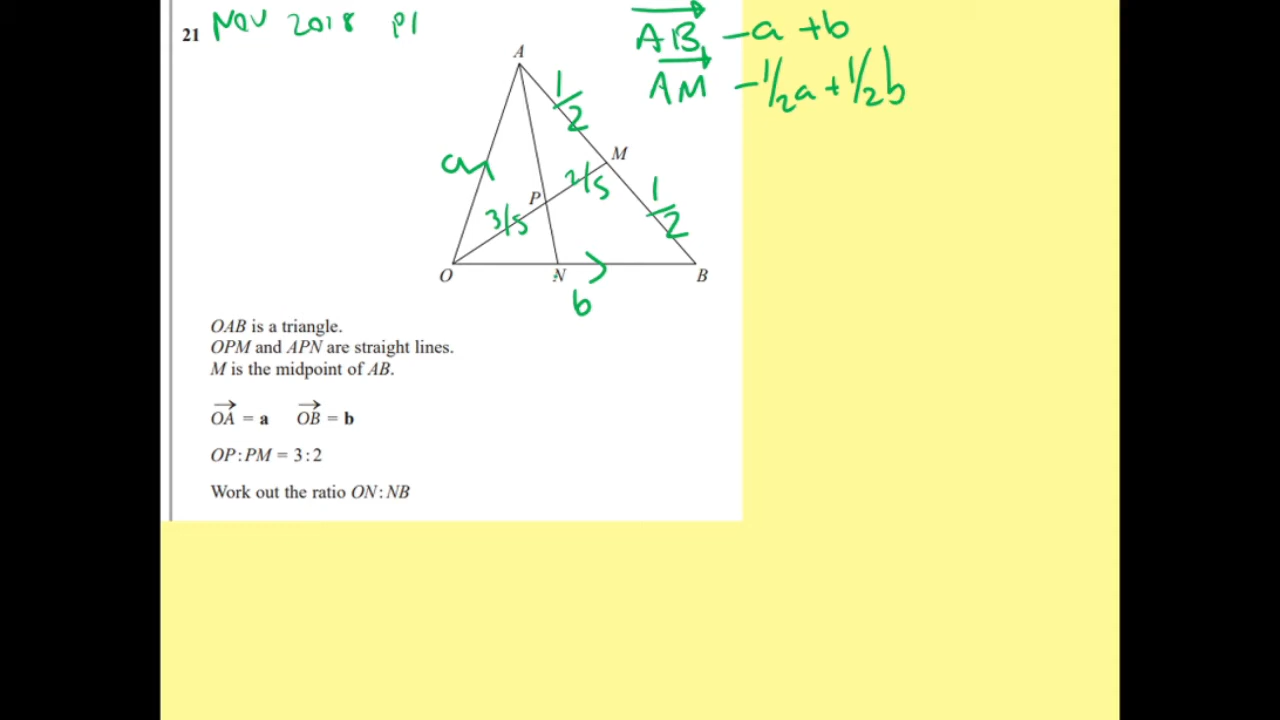 21 NOV 2018 P1
AB -a +b
AM -1/2a + 1/2b
A
1/2
M
a
2/5
1/2
P
3/5
O
N
B
b
OAB is a triangle.
OPM and APN are straight lines.
M is the midpoint of AB.
OA = a OB = b
OP : PM = 3 : 2
Work out the ratio ON : NB